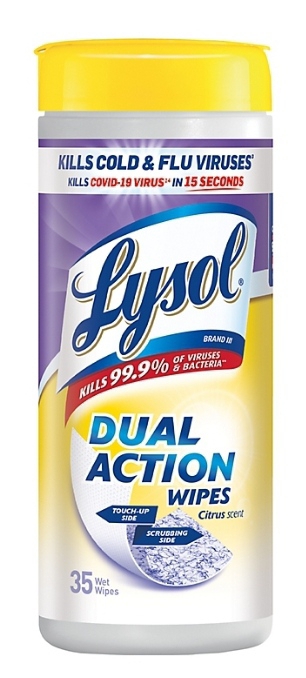 KILLS COLD & FLU VIRUSES‡
KILLS COVID-19 VIRUS** IN 15 SECONDS
Lysol®
BRAND III
KILLS 99.9% OF VIRUSES & BACTERIA**
DUAL
ACTION
WIPES
Citrus scent
TOUCH-UP
SIDE
SCRUBBING
SIDE
35 Wet
Wipes